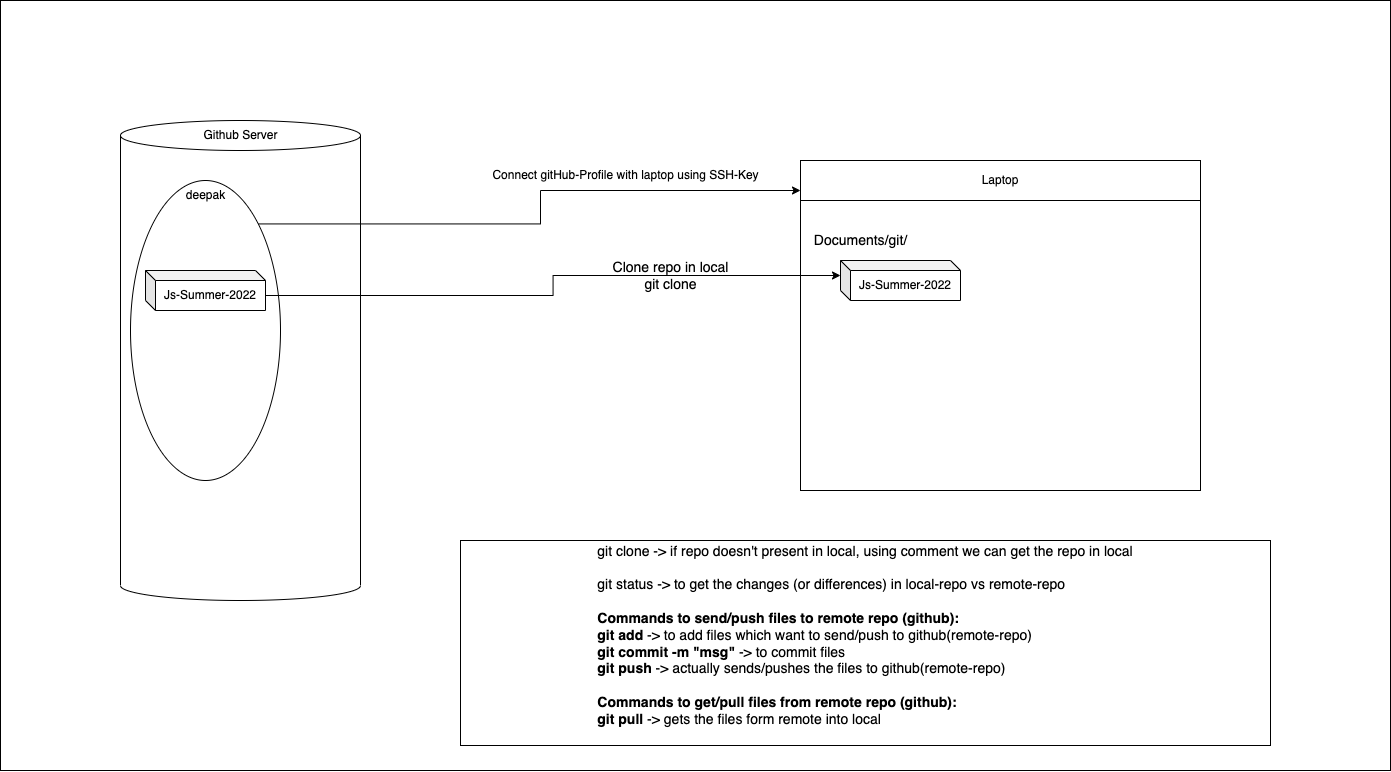 Github Server
deepak
Js-Summer-2022
Connect gitHub-Profile with laptop using SSH-Key
Clone repo in local
git clone
Laptop
Documents/git/
Js-Summer-2022
git clone -> if repo doesn't present in local, using comment we can get the repo in local
git status -> to get the changes (or differences) in local-repo vs remote-repo
Commands to send/push files to remote repo (github):
git add -> to add files which want to send/push to github(remote-repo)
git commit -m "msg" -> to commit files
git push -> actually sends/pushes the files to github(remote-repo)
Commands to get/pull files from remote repo (github):
git pull -> gets the files form remote into local